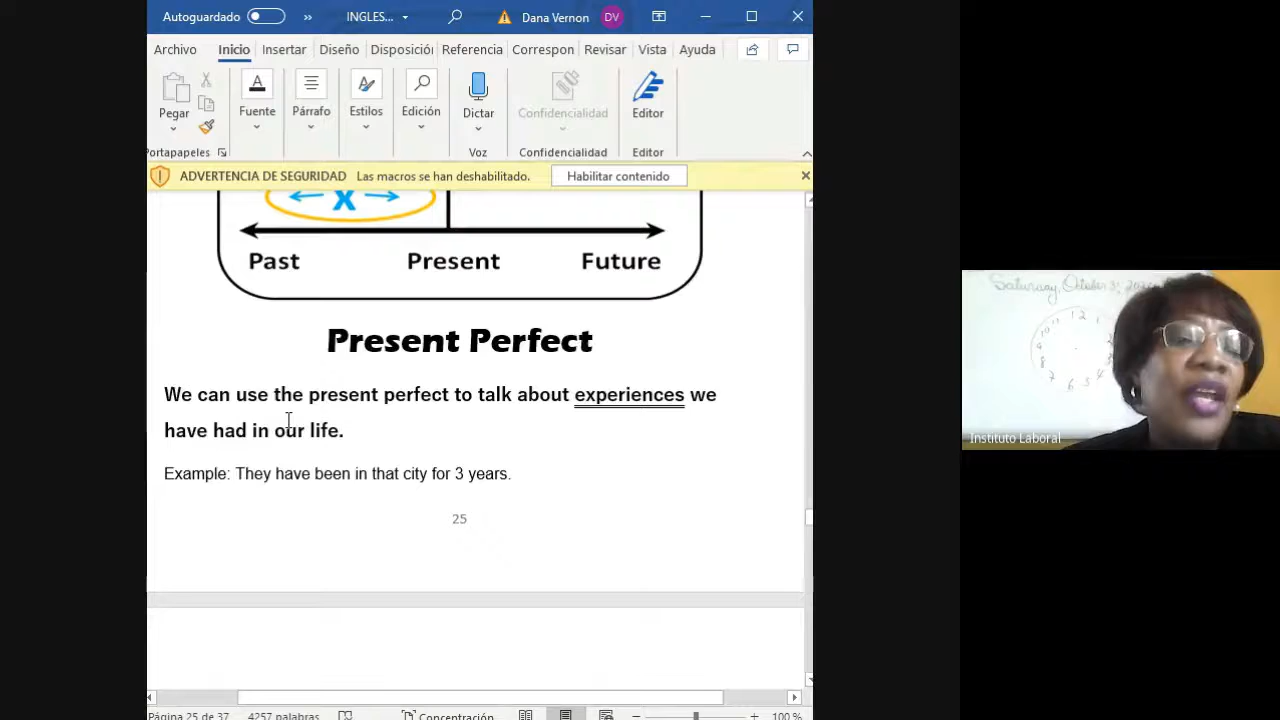 Autoguardado
INGLES...
Dana Vernon
DV
Archivo
Inicio
Insertar
Diseño
Disposició
Referencia
Correspon
Revisar
Vista
Ayuda
Pegar
Fuente
Párrafo
Estilos
Edición
Dictar
Confidencialidad
Editor
Portapapeles
Voz
Confidencialidad
Editor
ADVERTENCIA DE SEGURIDAD Las macros se han deshabilitado.
Habilitar contenido
X
Past Present Future
Present Perfect
We can use the present perfect to talk about experiences we
have had in our life.
Example: They have been in that city for 3 years.
25
Página 25 de 37
4257 palabras
Concentración
100 %
Saturday, October 3
Instituto Laboral